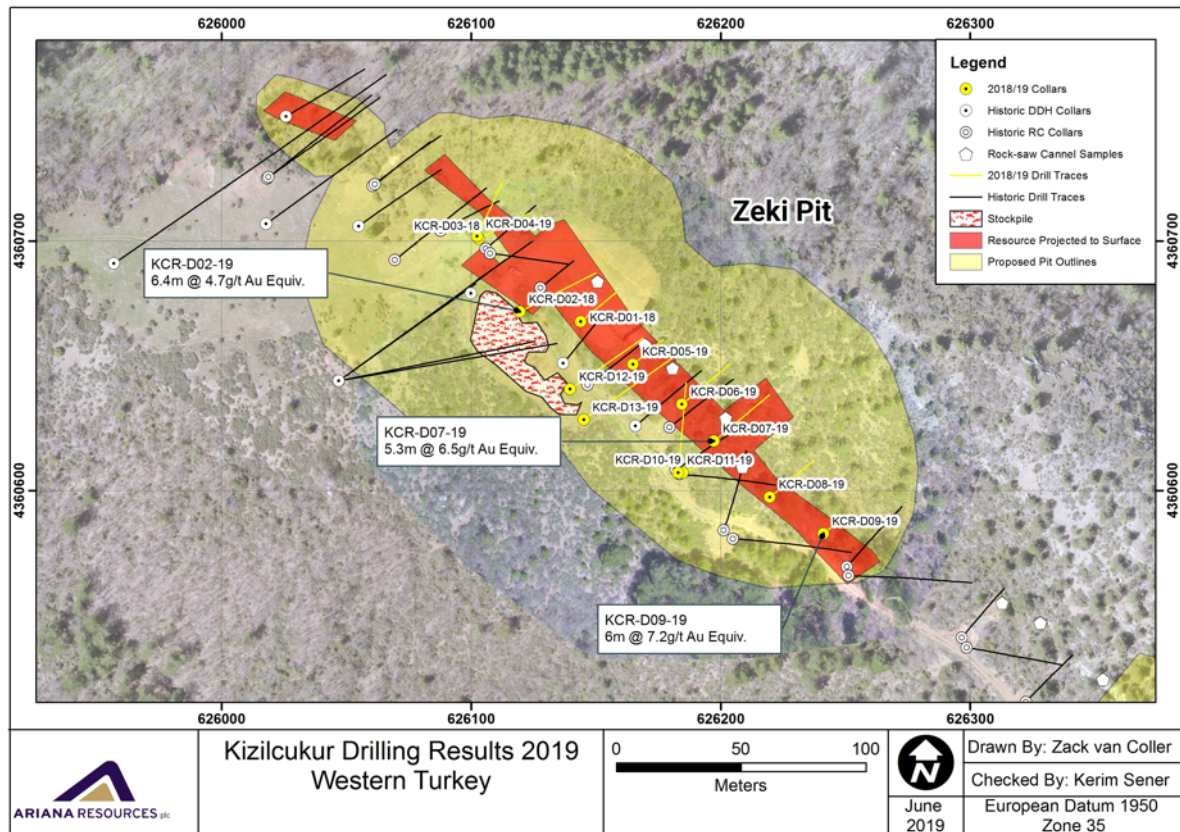 626000
626100
626200
626300
Legend
2018/19 Collars
Historic DDH Collars
Historic RC Collars
Rock-saw Cannel Samples
2018/19 Drill Traces
Historic Drill Traces
Stockpile
Resource Projected to Surface
Proposed Pit Outlines
Zeki Pit
4360700
4360700
KCR-D03-18
KCR-D04-19
KCR-D02-19
6.4m @ 4.7g/t Au Equiv.
KCR-D02-18
KCR-D01-18
KCR-D05-19
KCR-D12-19
KCR-D06-19
KCR-D13-19
KCR-D07-19
5.3m @ 6.5g/t Au Equiv.
KCR-D07-19
KCR-D10-19
KCR-D11-19
KCR-D08-19
4360600
4360600
KCR-D09-19
KCR-D09-19
6m @ 7.2g/t Au Equiv.
626000
626100
626200
626300
ARIANA RESOURCES plc
Kizilcukur Drilling Results 2019
Western Turkey
0
50
100
Meters
N
June
2019
Drawn By: Zack van Coller
Checked By: Kerim Sener
European Datum 1950
Zone 35